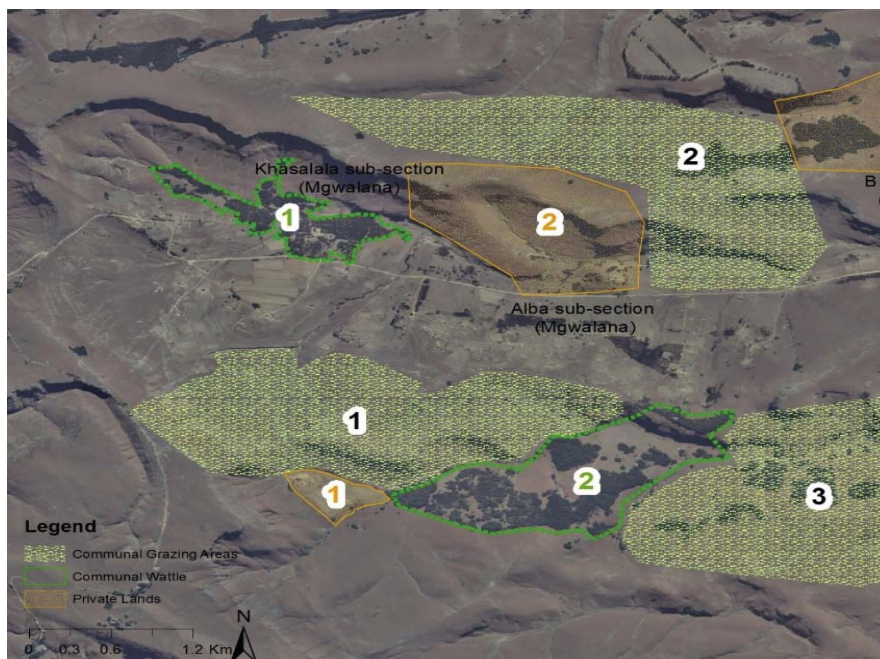 2
Khasalala sub-section
(Mgwalana)
1
2
B
Alba sub-section
(Mgwalana)
1
1
2
3
Legend
Communal Grazing Areas
Communal Wattle
Private Lands
N
0 0.3 0.6 1.2 Km